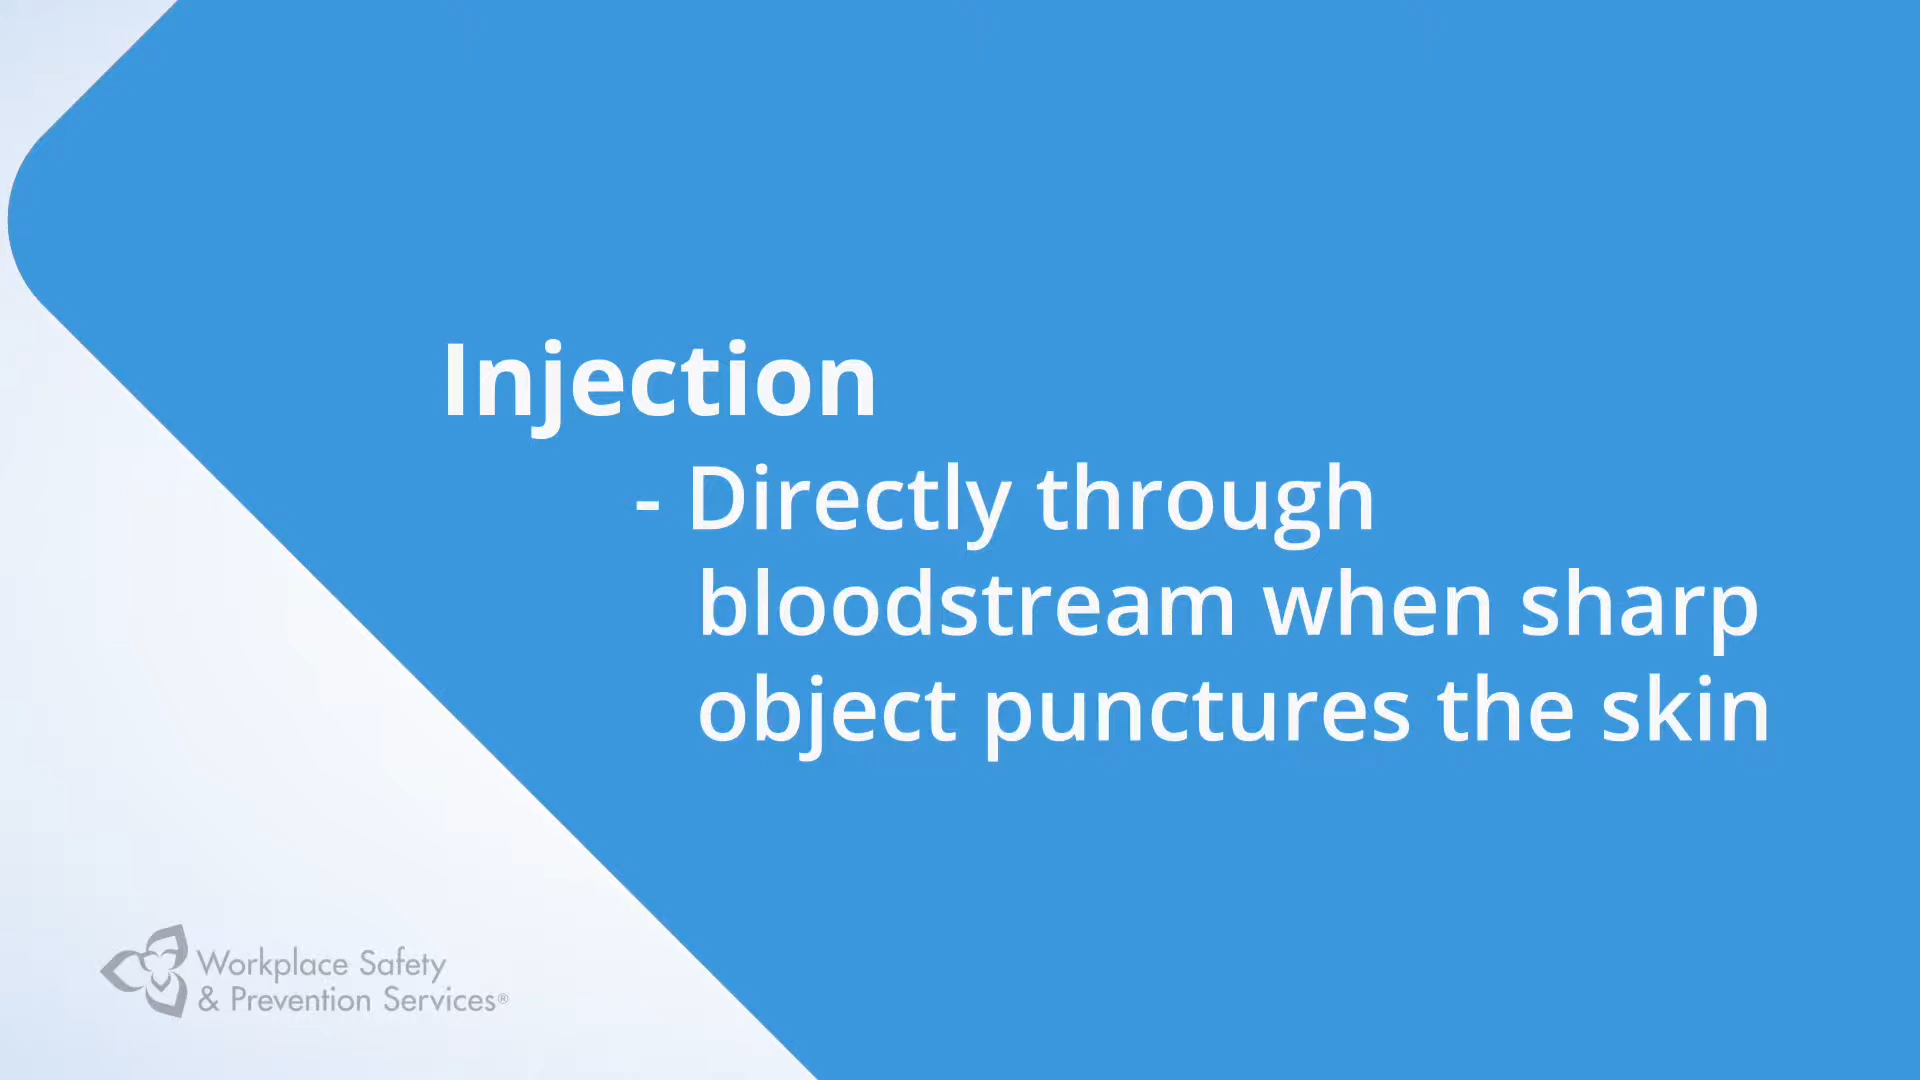 Injection
- Directly through
bloodstream when sharp
object punctures the skin
Workplace Safety
& Prevention Services®